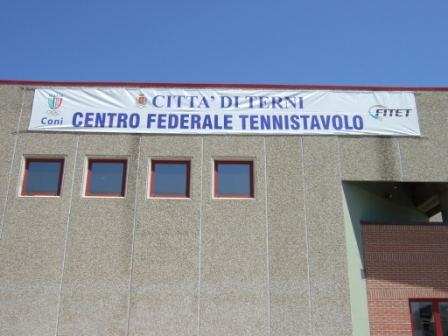 CITTA' DI TERNI
Coni
CENTRO FEDERALE TENNISTAVOLO
FITET